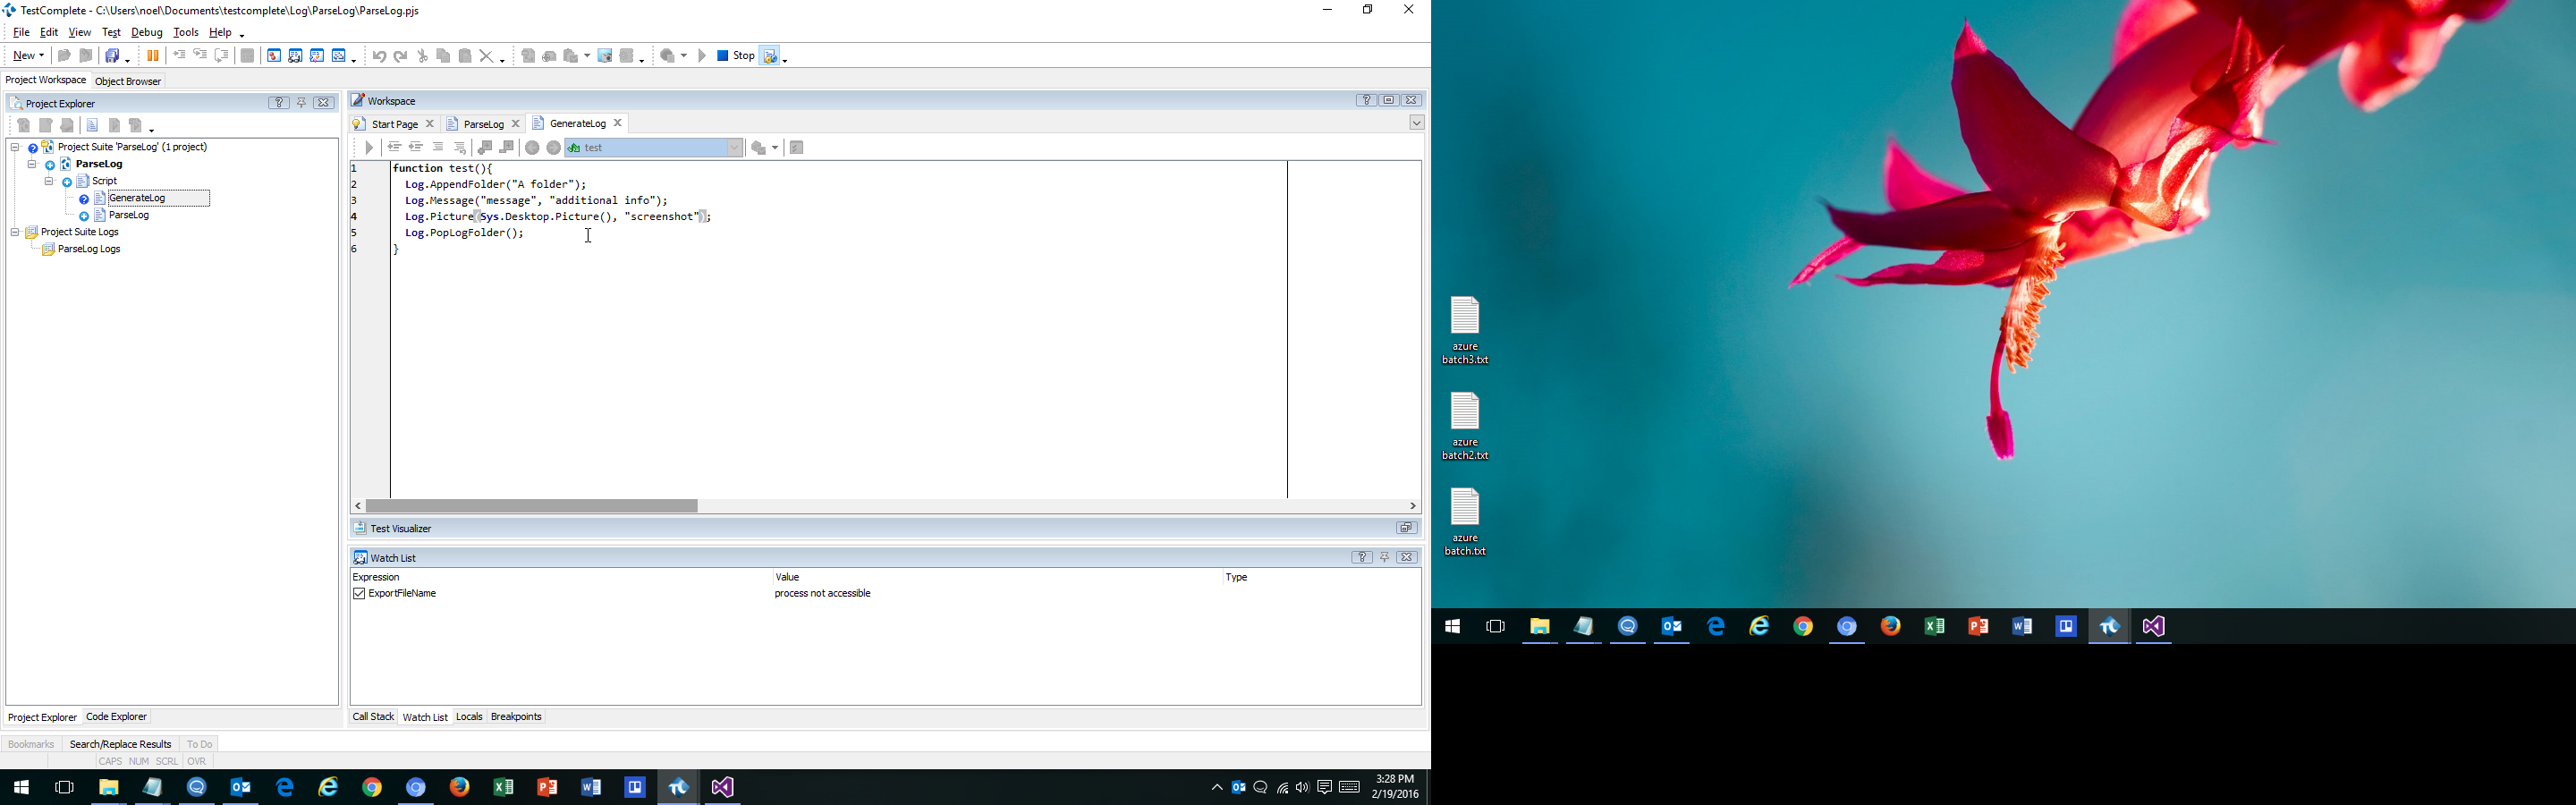 TestComplete - C:\Users\noel\Documents\testcomplete\Log\ParseLog\ParseLog.pjs
File Edit View Test Debug Tools Help
New Stop
Project Workspace Object Browser
Project Explorer
Project Suite 'ParseLog' (1 project)
ParseLog
Script
GenerateLog
ParseLog
Project Suite Logs
ParseLog Logs
Project Explorer Code Explorer
Workspace
Start Page ParseLog GenerateLog
test
1 function test(){
2 Log.AppendFolder("A folder");
3 Log.Message("message", "additional info");
4 Log.Picture(Sys.Desktop.Picture(), "screenshot");
5 Log.PopLogFolder();
6 }
Test Visualizer
Watch List
Expression Value Type
ExportFileName process not accessible
Call Stack Watch List Locals Breakpoints
Bookmarks Search/Replace Results To Do
CAPS NUM SCRL OVR
3:28 PM
2/19/2016
azure
batch3.txt
azure
batch2.txt
azure
batch.txt